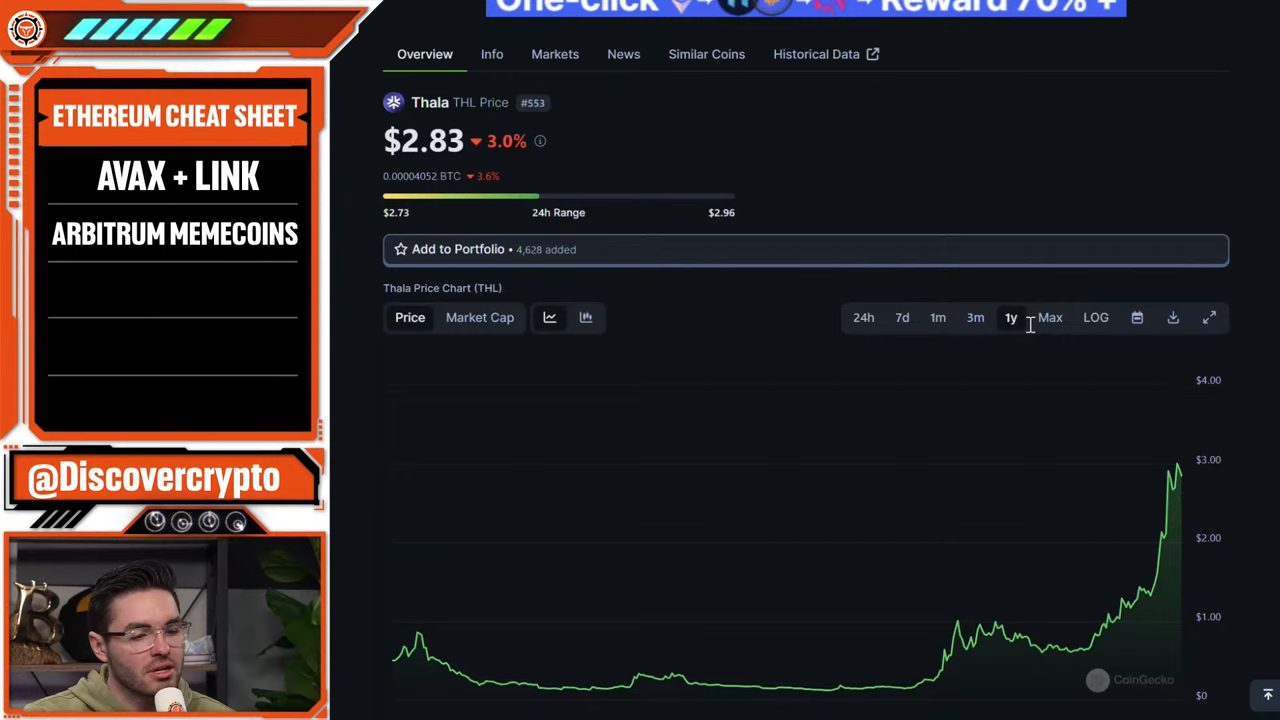 One-click → → → Reward 70% +
ETHEREUM CHEAT SHEET
AVAX + LINK
ARBITRUM MEMECOINS
@Discovercrypto
B
Overview Info Markets News Similar Coins Historical Data
Thala THL Price #553
$2.83 3.0%
0.00004052 BTC 3.6%
$2.73 24h Range $2.96
Add to Portfolio • 4,628 added
Thala Price Chart (THL)
Price Market Cap
24h 7d 1m 3m 1y Max LOG
$4.00
$3.00
$2.00
$1.00
$0
CoinGecko